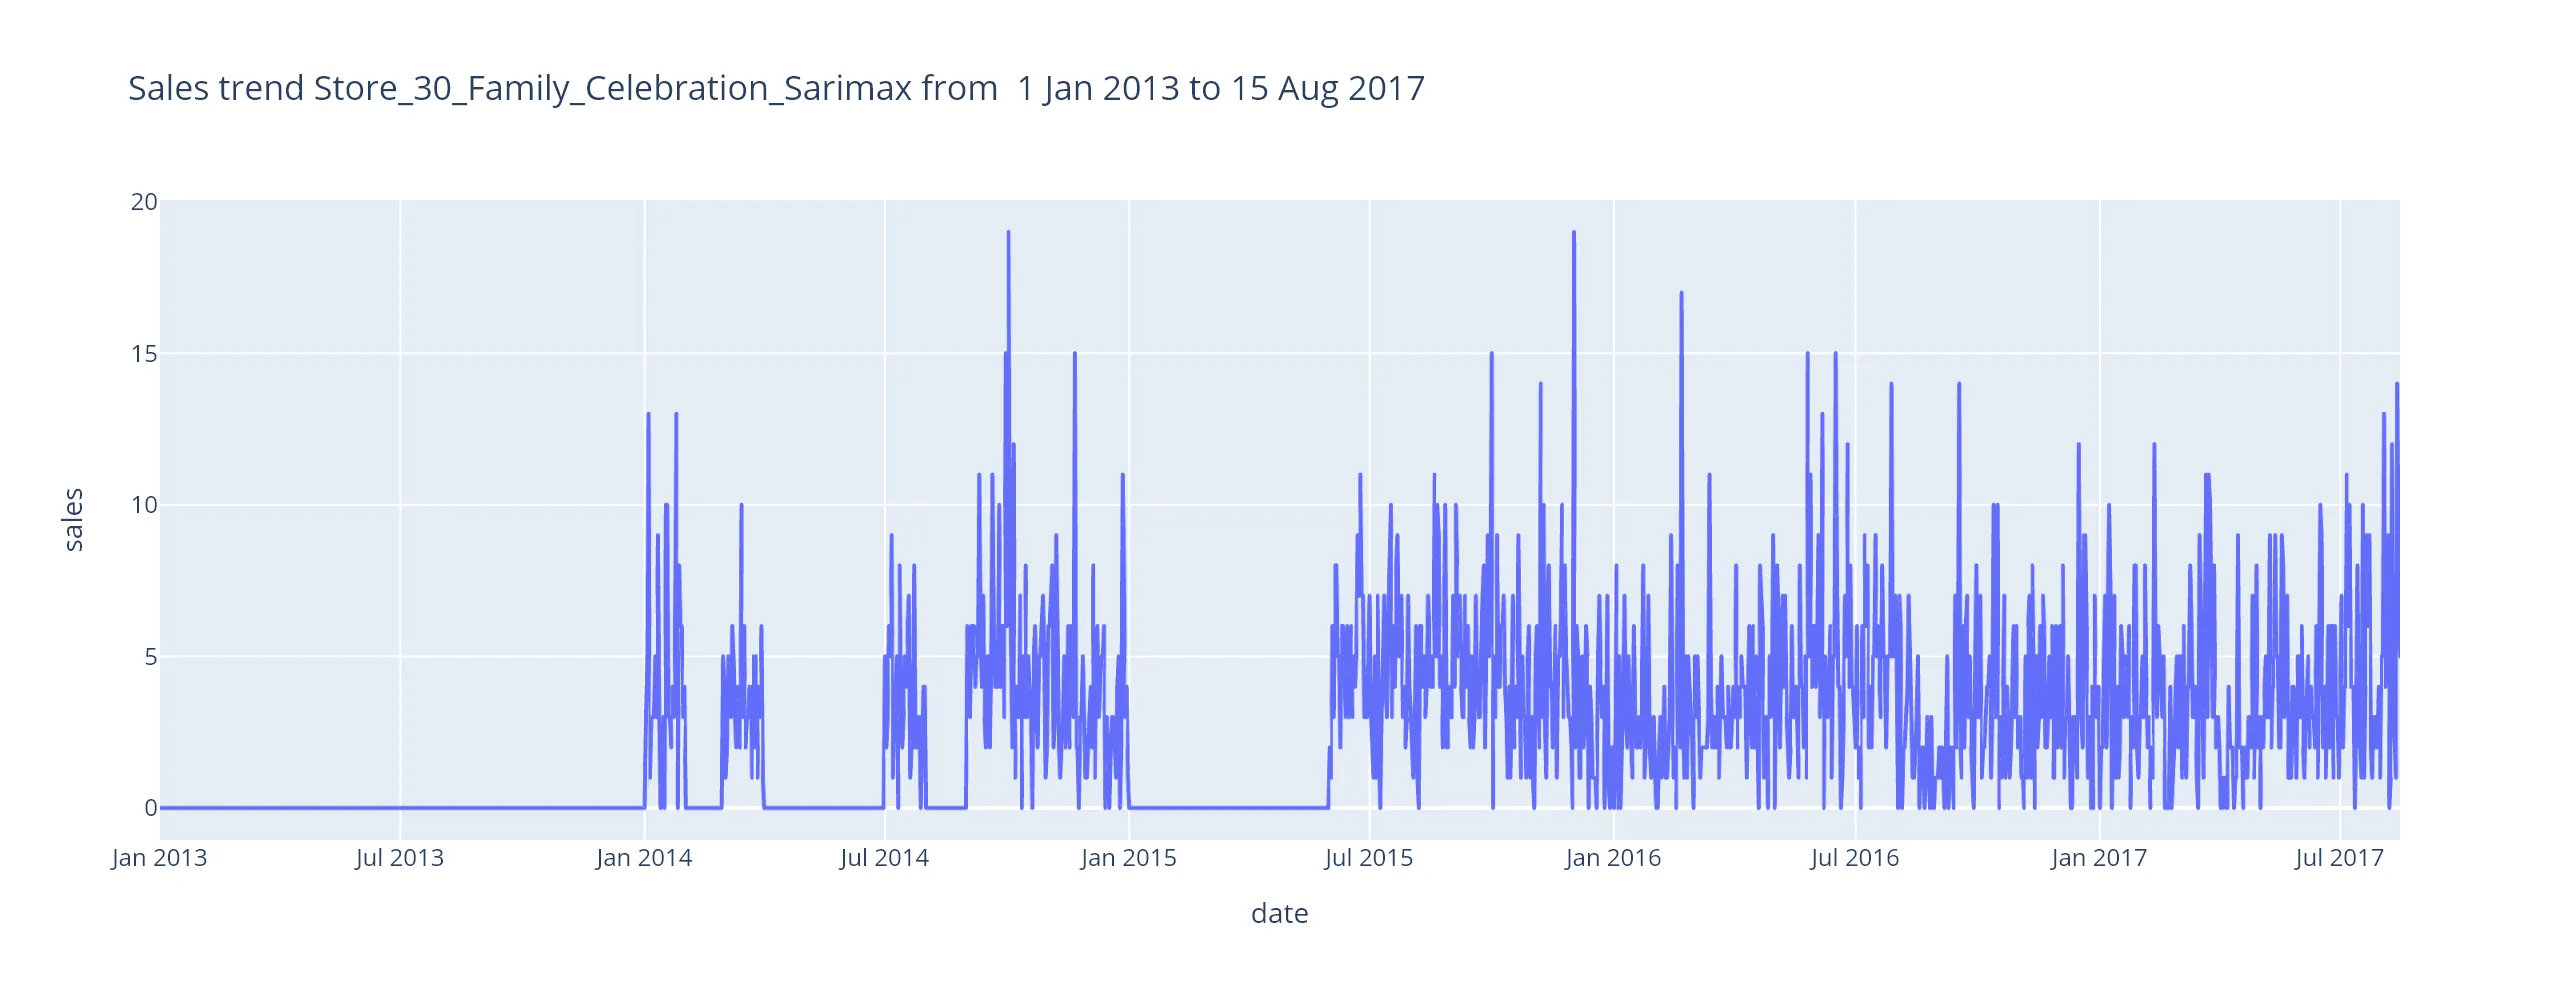 Sales trend Store_30_Family_Celebration_Sarimax from  1 Jan 2013 to 15 Aug 2017
20
15
10
5
0
sales
Jan 2013 Jul 2013 Jan 2014 Jul 2014 Jan 2015 Jul 2015 Jan 2016 Jul 2016 Jan 2017 Jul 2017
date